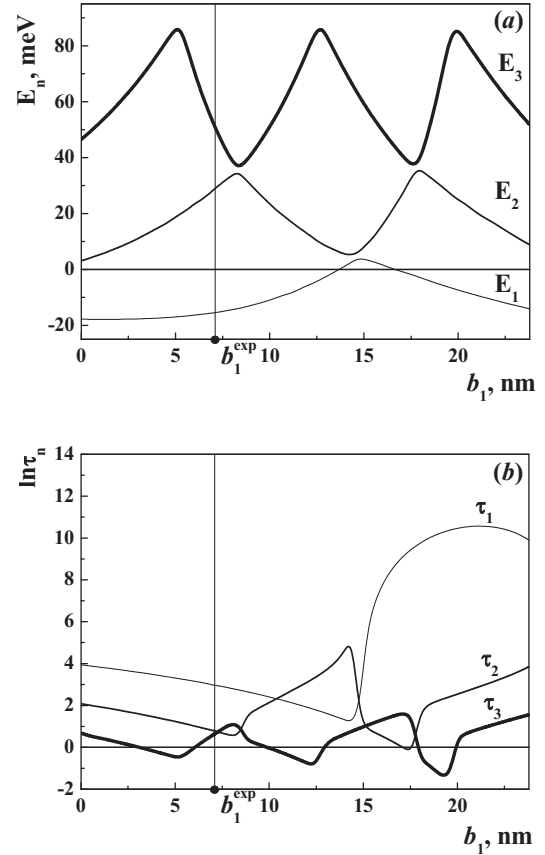 (a)
E_n, meV
80
60
40
20
0
-20
E_3
E_2
E_1
0 5 10 15 20
b_1^exp
b_1, nm
(b)
lnτ_n
14
12
10
8
6
4
2
0
-2
τ_1
τ_2
τ_3
0 5 10 15 20
b_1^exp
b_1, nm